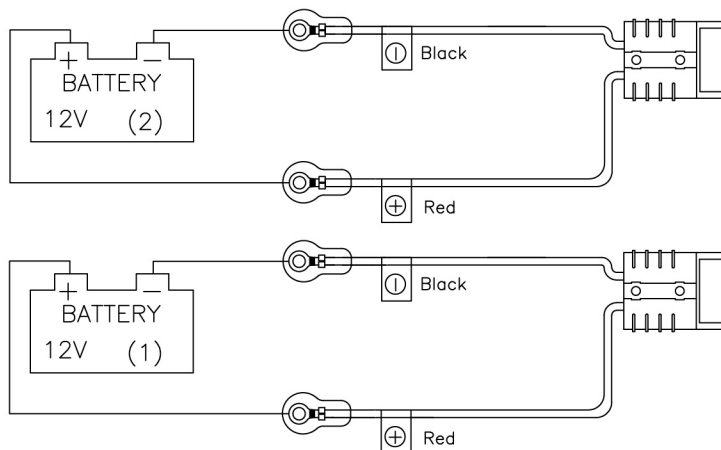 + −
BATTERY
12V (2)
− Black
+ Red
+ −
BATTERY
12V (1)
− Black
+ Red